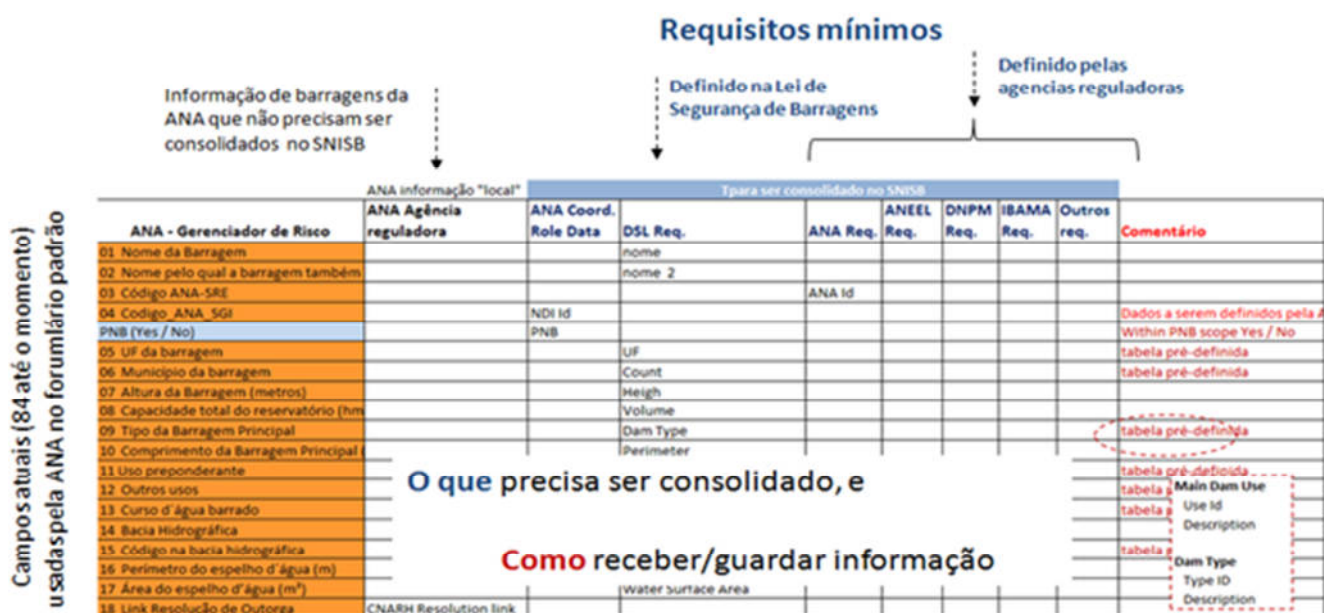 Requisitos mínimos
Informação de barragens da
ANA que não precisam ser
consolidados no SNISB
Definido na Lei de
Segurança de Barragens
Definido pelas
agencias reguladoras
Campos atuais (84 até o momento)
usadas pela ANA no forumlário padrão
ANA informação "local" Tpara ser consolidado no SNISB
ANA - Gerenciador de Risco ANA Agência reguladora ANA Coord. Role Data DSL Req. ANA Req. ANEEL Req. DNPM Req. IBAMA Req. Outros req. Comentário
01 Nome da Barragem nome
02 Nome pelo qual a barragem também nome 2
03 Código ANA-SRE ANA Id
04 Codigo_ANA_SGI NDI Id Dados a serem definidos pela A
PNB (Yes / No) PNB Within PNB scope Yes / No
05 UF da barragem UF tabela pré-definida
06 Município da barragem Count tabela pré-definida
07 Altura da Barragem (metros) Heigh
08 Capacidade total do reservatório (hm Volume
09 Tipo da Barragem Principal Dam Type tabela pré-definida
10 Comprimento da Barragem Principal ( Perimeter
11 Uso preponderante tabela pré-definida
12 Outros usos tabela p
13 Curso d´água barrado tabela p
14 Bacia Hidrográfica
15 Código na bacia hidrográfica tabela p
16 Perímetro do espelho d´água (m)
17 Área do espelho d'água (m²) Water Surface Area
18 Link Resolução de Outorga CNARH Resolution link
O que precisa ser consolidado, e
Como receber/guardar informação
Main Dam Use
Use Id
Description
Dam Type
Type ID
Description